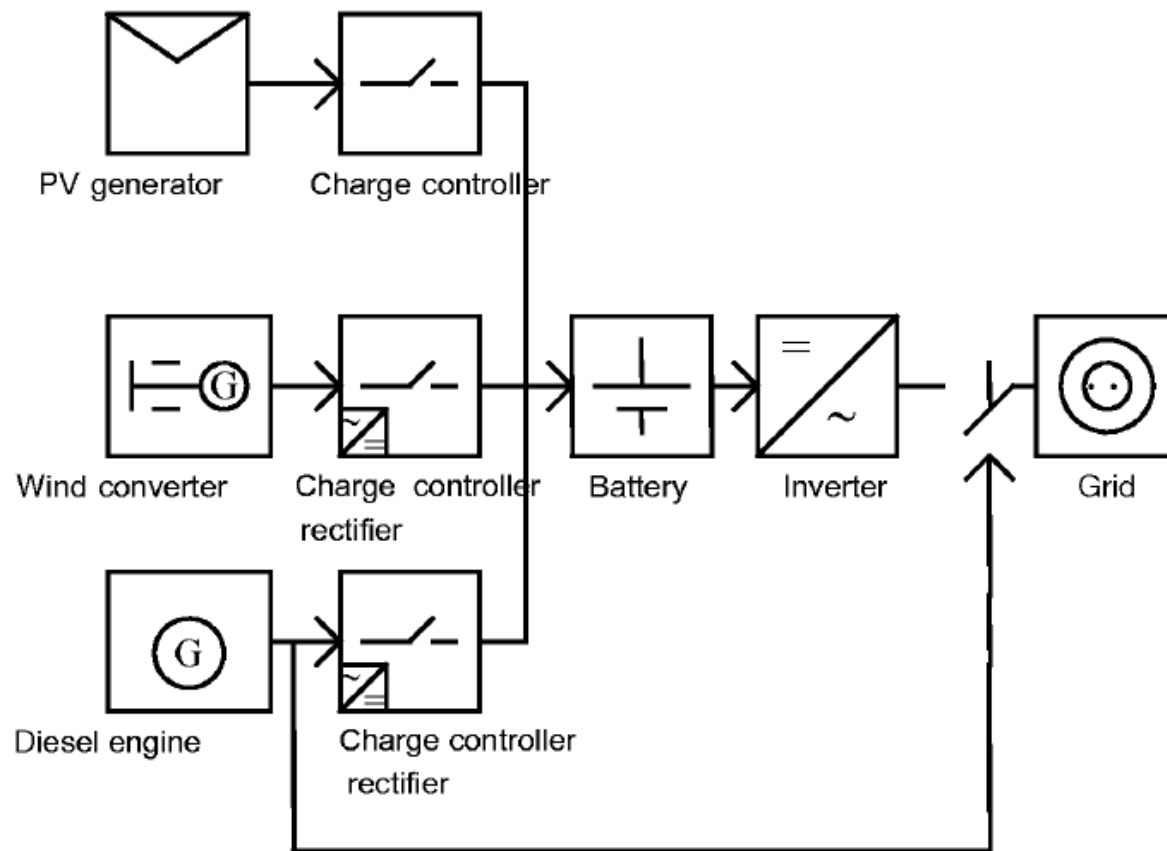 PV generator
Charge controller
G
=
~
~
=
Wind converter
Charge controller
rectifier
Battery
Inverter
Grid
G
~
=
Diesel engine
Charge controller
rectifier